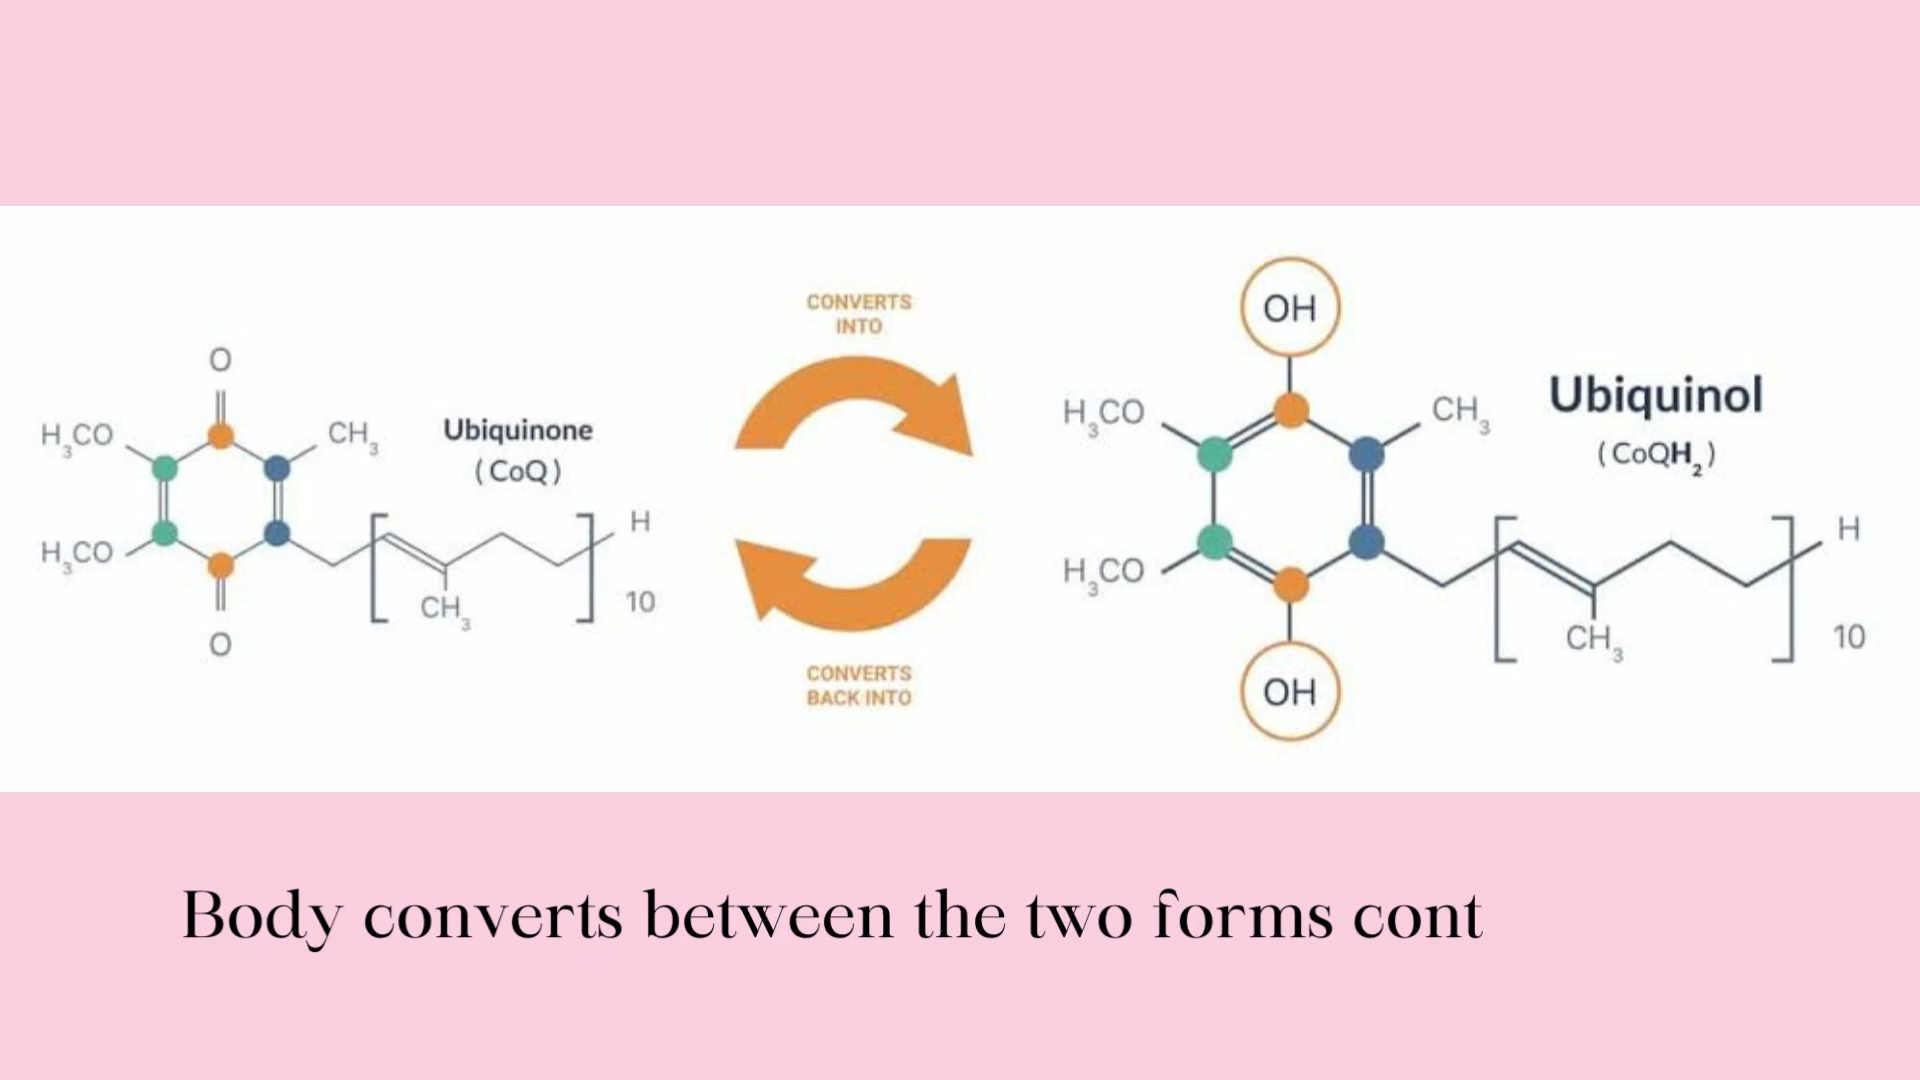 CONVERTS
INTO
O
H₃CO
CH₃
Ubiquinone
(CoQ)
H₃CO
H
CH₃
10
O
CONVERTS
BACK INTO
OH
H₃CO
CH₃
Ubiquinol
(CoQH₂)
H₃CO
H
CH₃
10
OH
Body converts between the two forms cont